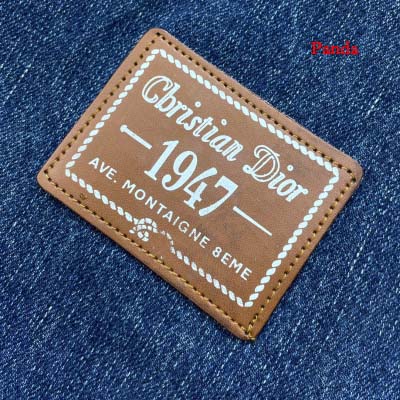 Panda
Christian Dior
1947
AVE. MONTAIGNE 8EME